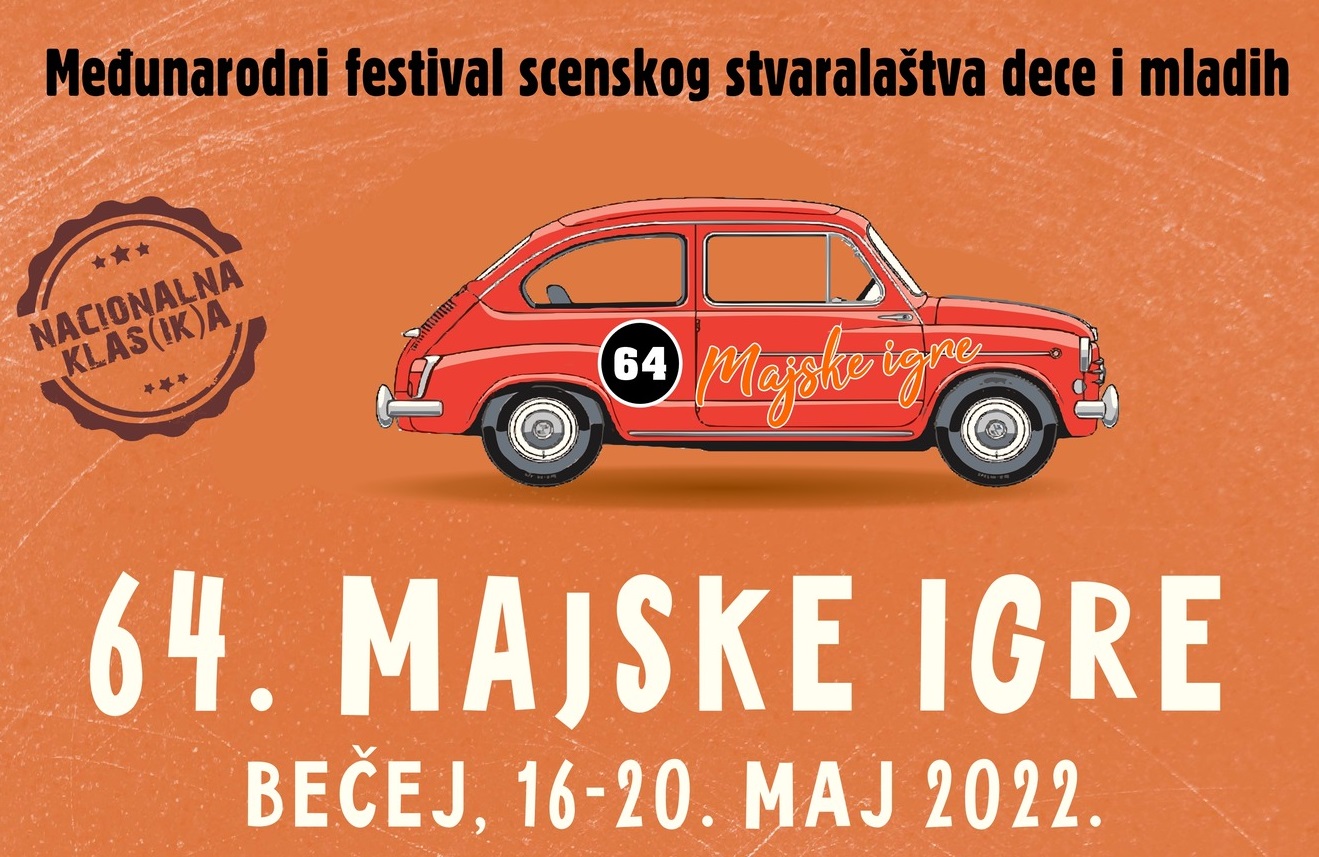 Međunarodni festival scenskog stvaralaštva dece i mladih
NACIONALNA
KLAS(IK)A
64
Majske igre
64. MAJSKE IGRE
BEČEJ, 16-20. MAJ 2022.